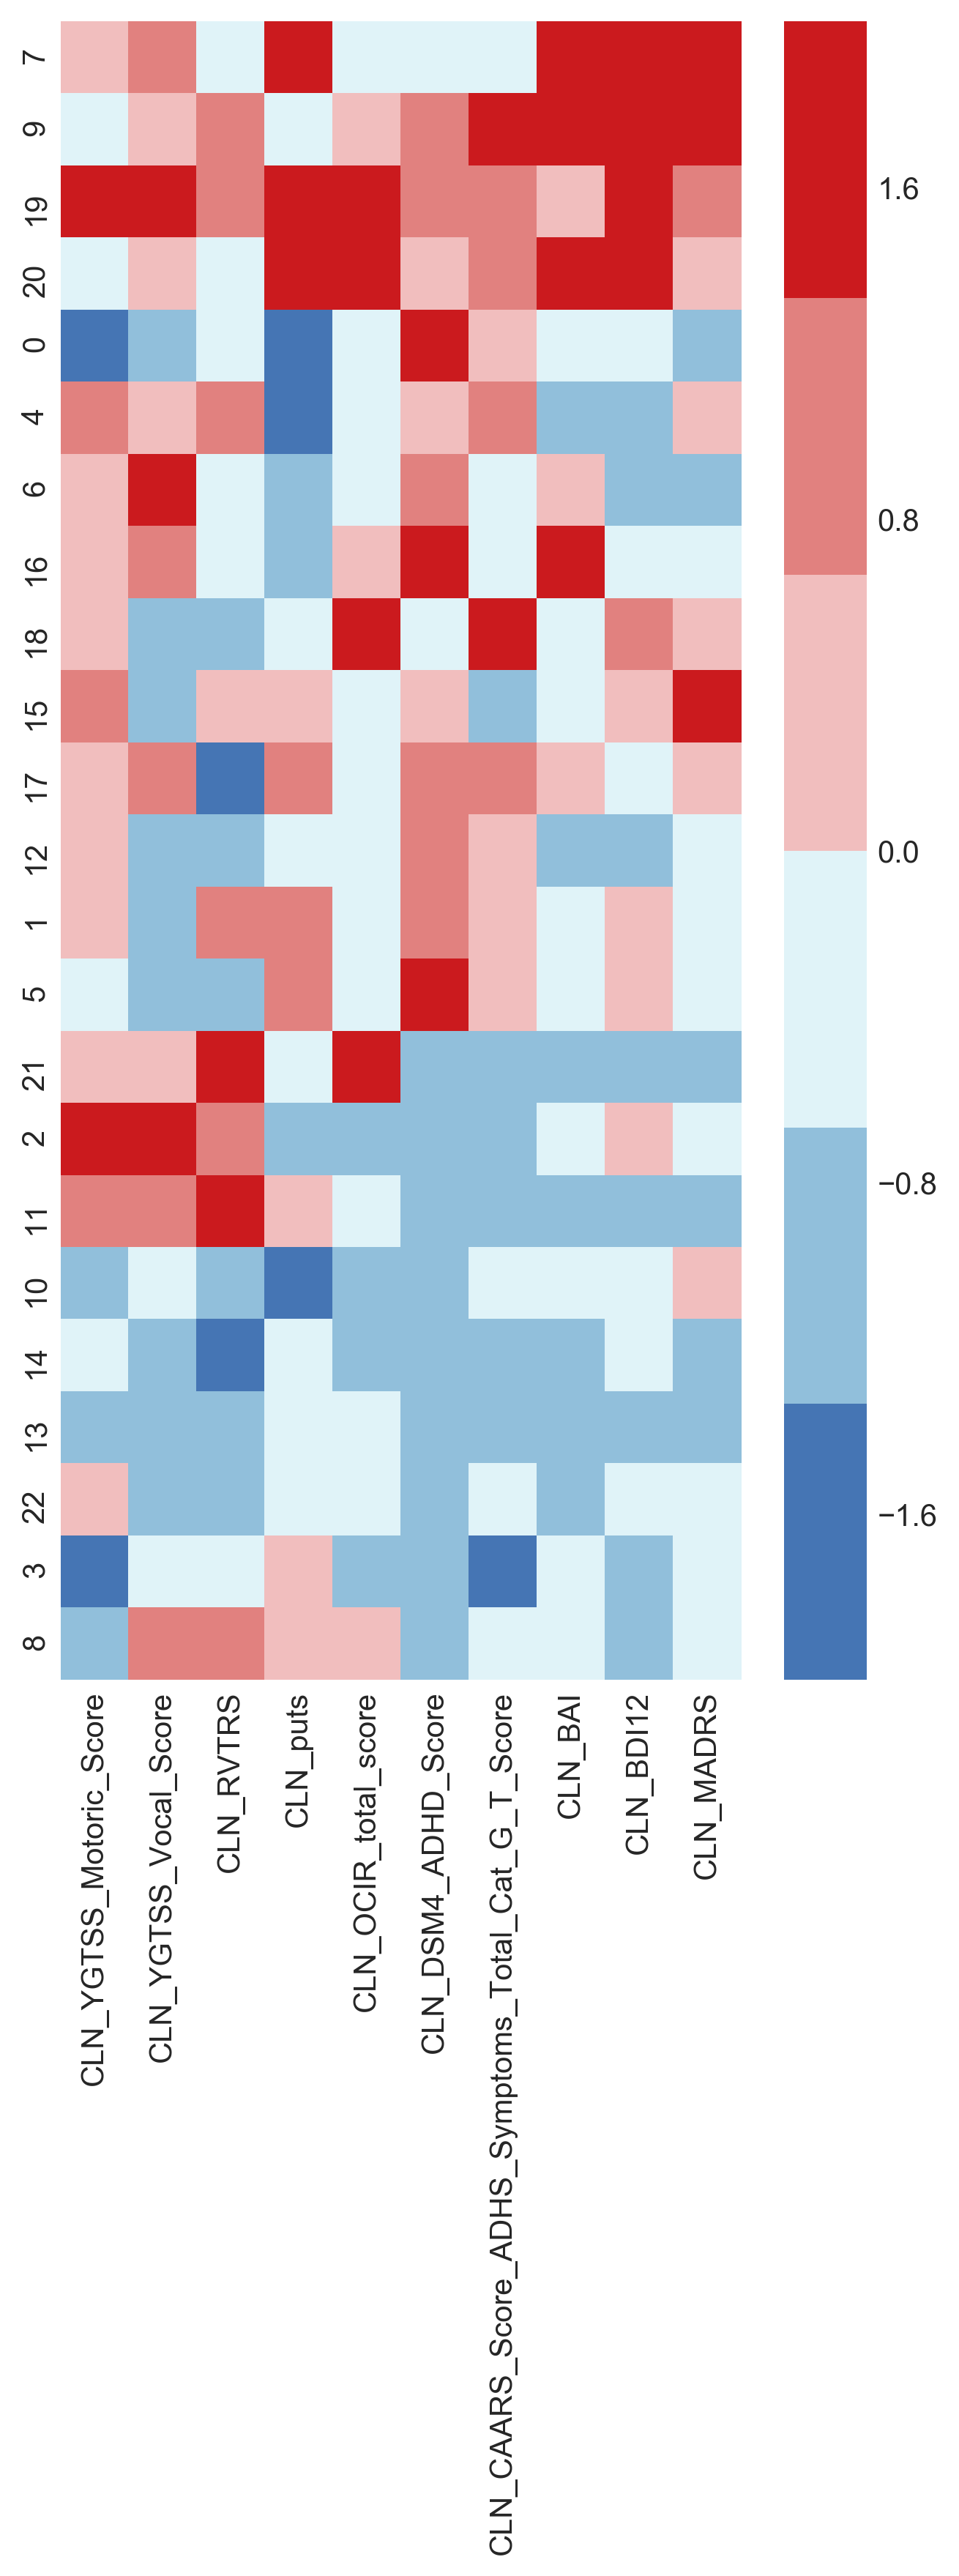 7
9
19
20
0
4
6
16
18
15
17
12
1
5
21
2
11
10
14
13
22
3
8
1.6
0.8
0.0
−0.8
−1.6
CLN_YGTSS_Motoric_Score
CLN_YGTSS_Vocal_Score
CLN_RVTRS
CLN_puts
CLN_OCIR_total_score
CLN_DSM4_ADHD_Score
CLN_CAARS_Score_ADHS_Symptoms_Total_Cat_G_T_Score
CLN_BAI
CLN_BDI12
CLN_MADRS